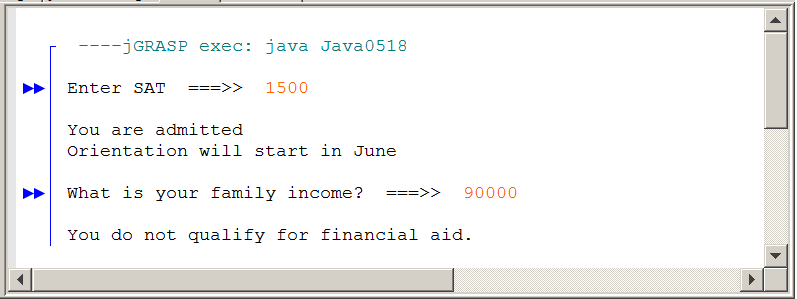 ----jGRASP exec: java Java0518
Enter SAT  ===>>  1500
You are admitted
Orientation will start in June
What is your family income?  ===>>  90000
You do not qualify for financial aid.